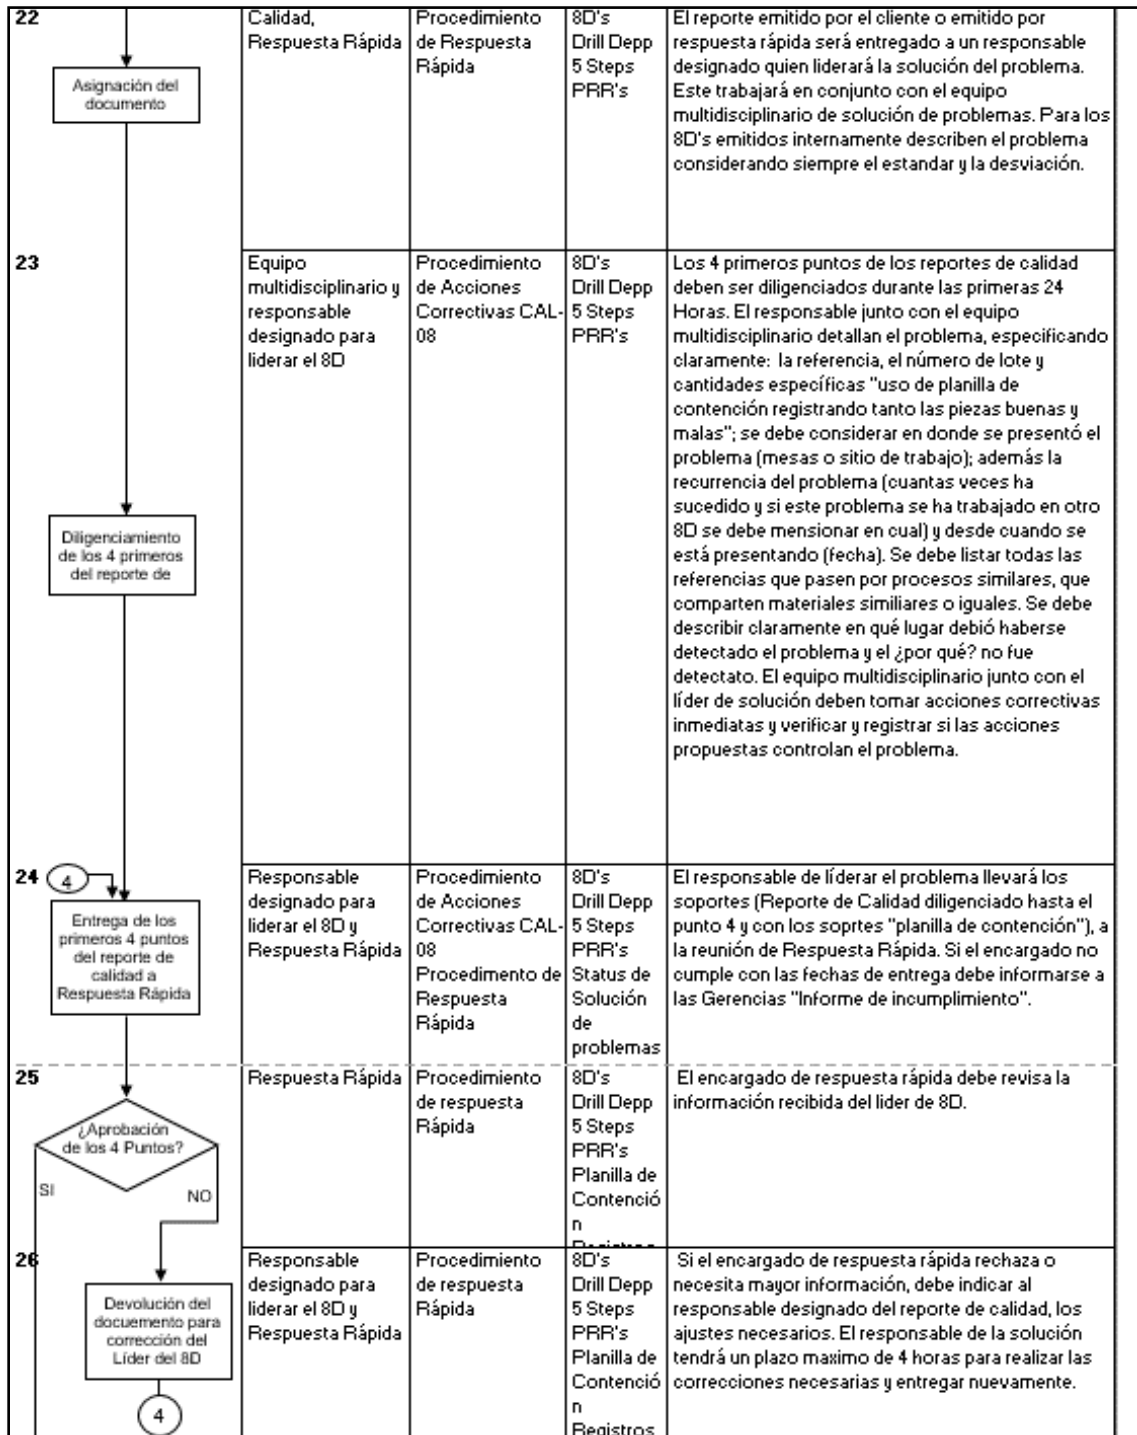 22
Asignación del
documento
Calidad,
Respuesta Rápida
Procedimiento
de Respuesta
Rápida
8D's
Drill Depp
5 Steps
PRR's
El reporte emitido por el cliente o emitido por
respuesta rápida será entregado a un responsable
designado quien liderará la solución del problema.
Este trabajará en conjunto con el equipo
multidisciplinario de solución de problemas. Para los
8D's emitidos internamente describen el problema
considerando siempre el estandar y la desviación.
23
Diligenciamiento
de los 4 primeros
del reporte de
Equipo
multidisciplinario y
responsable
designado para
liderar el 8D
Procedimiento
de Acciones
Correctivas CAL-
08
8D's
Drill Depp
5 Steps
PRR's
Los 4 primeros puntos de los reportes de calidad
deben ser diligenciados durante las primeras 24
Horas. El responsable junto con el equipo
multidisciplinario detallan el problema, especificando
claramente:  la referencia, el número de lote y
cantidades específicas "uso de planilla de
contención registrando tanto las piezas buenas y
malas"; se debe considerar en donde se presentó el
problema (mesas o sitio de trabajo); además la
recurrencia del problema (cuantas veces ha
sucedido y si este problema se ha trabajado en otro
8D se debe mensionar en cual) y desde cuando se
está presentando (fecha). Se debe listar todas las
referencias que pasen por procesos similares, que
comparten materiales similiares o iguales. Se debe
describir claramente en qué lugar debió haberse
detectado el problema y el ¿por qué? no fue
detectato. El equipo multidisciplinario junto con el
líder de solución deben tomar acciones correctivas
inmediatas y verificar y registrar si las acciones
propuestas controlan el problema.
24
4
Entrega de los
primeros 4 puntos
del reporte de
calidad a
Respuesta Rápida
Responsable
designado para
liderar el 8D y
Respuesta Rápida
Procedimiento
de Acciones
Correctivas CAL-
08
Procedimento de
Respuesta
Rápida
8D's
Drill Depp
5 Steps
PRR's
Status de
Solución
de
problemas
El responsable de líderar el problema llevará los
soportes (Reporte de Calidad diligenciado hasta el
punto 4 y con los soprtes "planilla de contención"), a
la reunión de Respuesta Rápida. Si el encargado no
cumple con las fechas de entrega debe informarse a
las Gerencias "Informe de incumplimiento".
25
¿Aprobación
de los 4 Puntos?
SI
NO
Respuesta Rápida
Procedimiento
de respuesta
Rápida
8D's
Drill Depp
5 Steps
PRR's
Planilla de
Contenció
n
El encargado de respuesta rápida debe revisa la
información recibida del lider de 8D.
26
Devolución del
docuemento para
corrección del
Líder del 8D
4
Responsable
designado para
liderar el 8D y
Respuesta Rápida
Procedimiento
de respuesta
Rápida
8D's
Drill Depp
5 Steps
PRR's
Planilla de
Contenció
n
Registros
Si el encargado de respuesta rápida rechaza o
necesita mayor información, debe indicar al
responsable designado del reporte de calidad, los
ajustes necesarios. El responsable de la solución
tendrá un plazo maximo de 4 horas para realizar las
correcciones necesarias y entregar nuevamente.